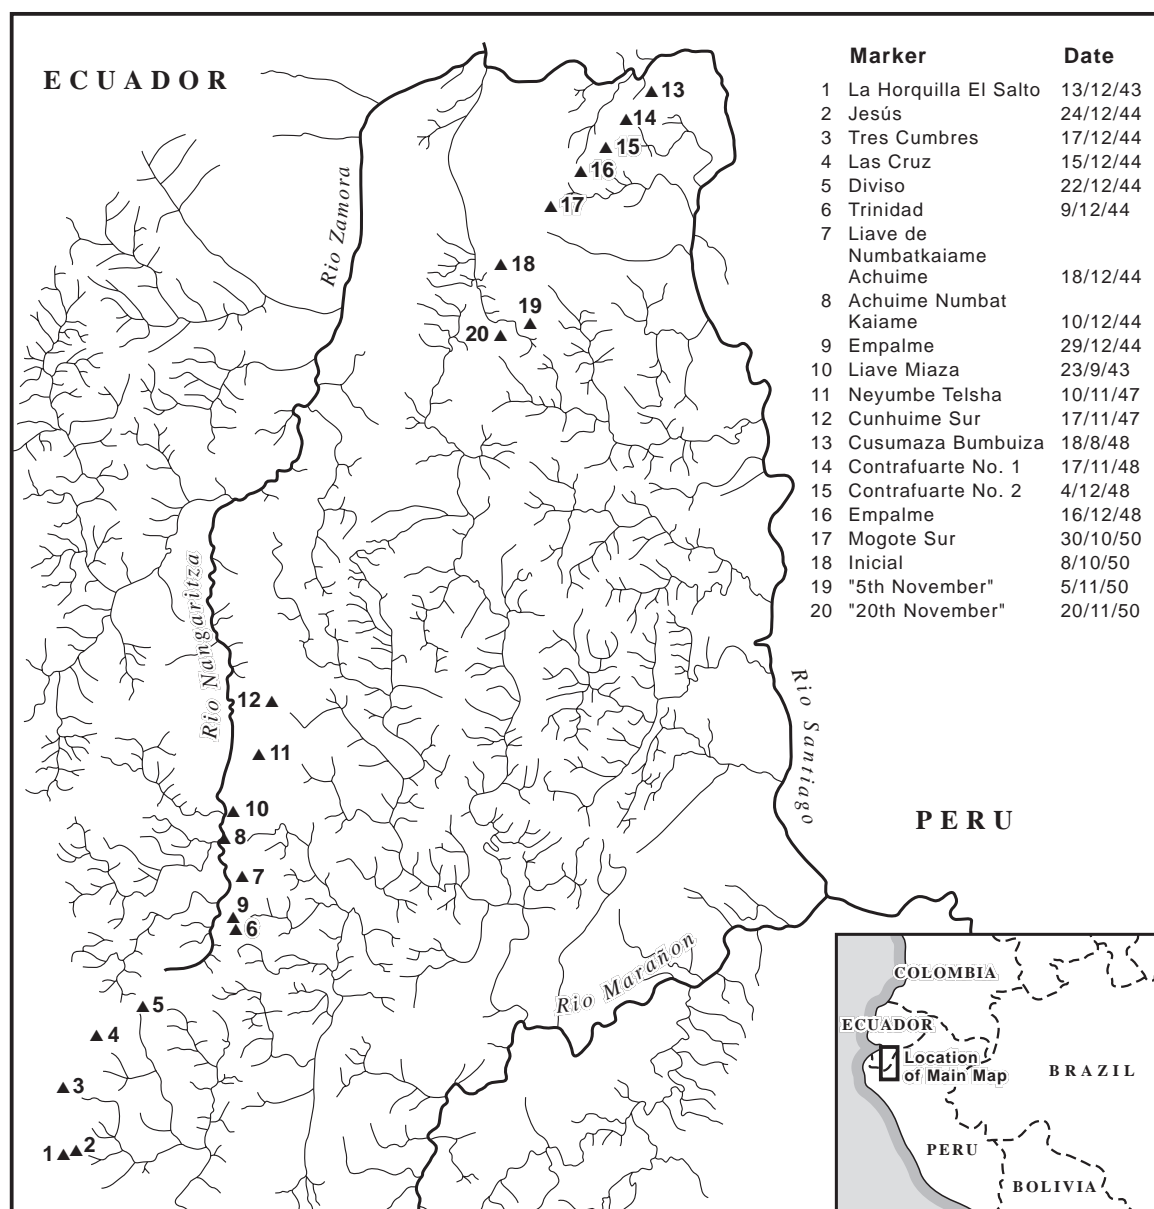 ECUADOR
Marker Date
1 La Horquilla El Salto 13/12/43
2 Jesús 24/12/44
3 Tres Cumbres 17/12/44
4 Las Cruz 15/12/44
5 Diviso 22/12/44
6 Trinidad 9/12/44
7 Liave de
Numbatkaiame
Achuime 18/12/44
8 Achuime Numbat
Kaiame 10/12/44
9 Empalme 29/12/44
10 Liave Miaza 23/9/43
11 Neyumbe Telsha 10/11/47
12 Cunhuime Sur 17/11/47
13 Cusumaza Bumbuiza 18/8/48
14 Contrafuarte No. 1 17/11/48
15 Contrafuarte No. 2 4/12/48
16 Empalme 16/12/48
17 Mogote Sur 30/10/50
18 Inicial 8/10/50
19 "5th November" 5/11/50
20 "20th November" 20/11/50
13
14
15
16
17
18
19
20
Rio Zamora
Rio Nangaritza
12
11
10
8
7
9
6
5
4
3
1
2
Rio Santiago
PERU
Rio Marañon
COLOMBIA
ECUADOR
Location
of Main Map
BRAZIL
PERU
BOLIVIA